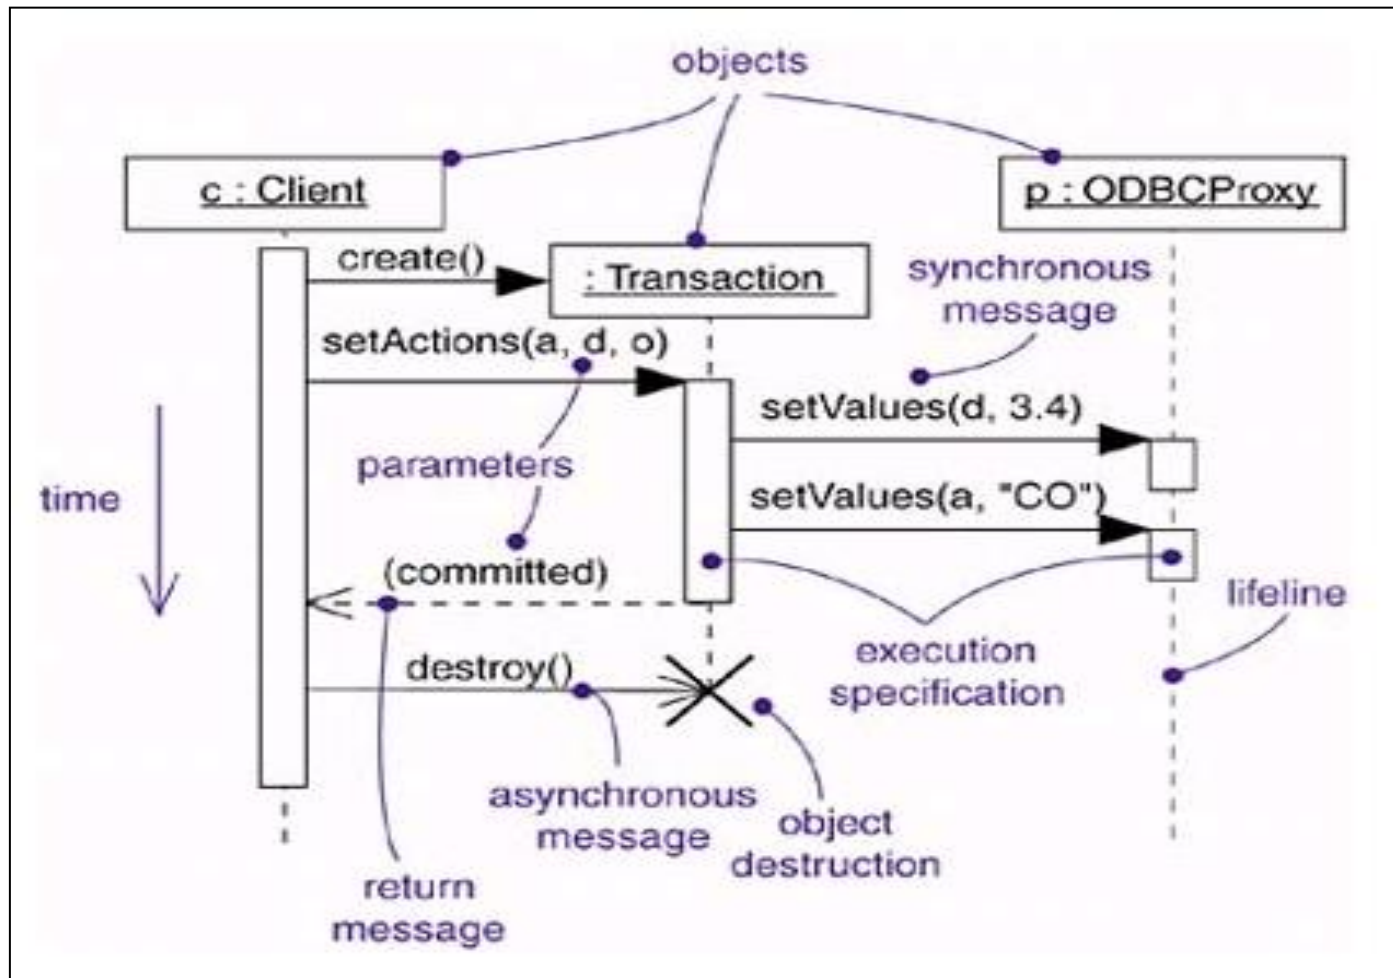 objects
c : Client
p : ODBCProxy
create()
: Transaction
synchronous
message
setActions(a, d, o)
setValues(d, 3.4)
parameters
time
setValues(a, "CO")
(committed)
lifeline
execution
specification
destroy()
asynchronous
message
object
destruction
return
message